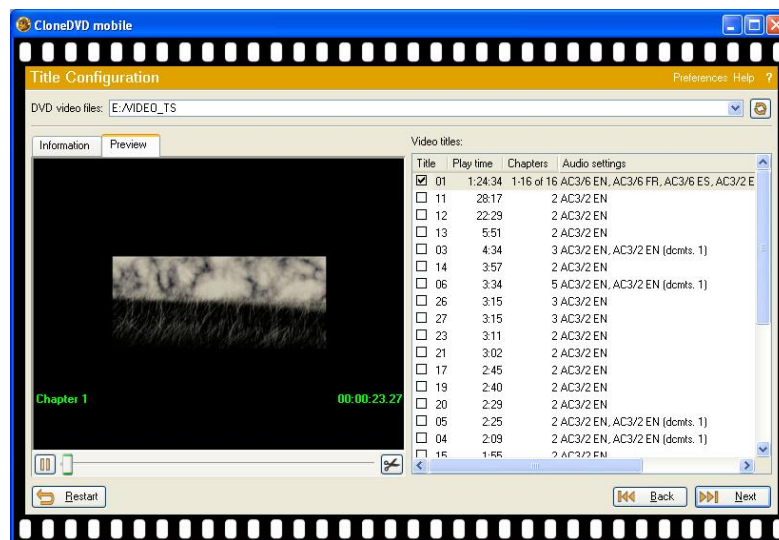 CloneDVD mobile
Title Configuration
Preferences Help ?
DVD video files: E:/VIDEO_TS
Information Preview
Video titles:
Title Play time Chapters Audio settings
01 1:24:34 1-16 of 16 AC3/6 EN, AC3/6 FR, AC3/6 ES, AC3/2 E
11 28:17 2 AC3/2 EN
12 22:29 2 AC3/2 EN
13 5:51 2 AC3/2 EN
03 4:34 3 AC3/2 EN, AC3/2 EN (dcmts. 1)
14 3:57 2 AC3/2 EN
06 3:34 5 AC3/2 EN, AC3/2 EN (dcmts. 1)
26 3:15 3 AC3/2 EN
27 3:15 3 AC3/2 EN
23 3:11 2 AC3/2 EN
21 3:02 2 AC3/2 EN
17 2:45 2 AC3/2 EN
19 2:40 2 AC3/2 EN
20 2:29 2 AC3/2 EN
05 2:25 2 AC3/2 EN, AC3/2 EN (dcmts. 1)
04 2:09 2 AC3/2 EN, AC3/2 EN (dcmts. 1)
15 1:55 2 AC3/2 EN
Chapter 1 00:00:23.27
Restart Back Next